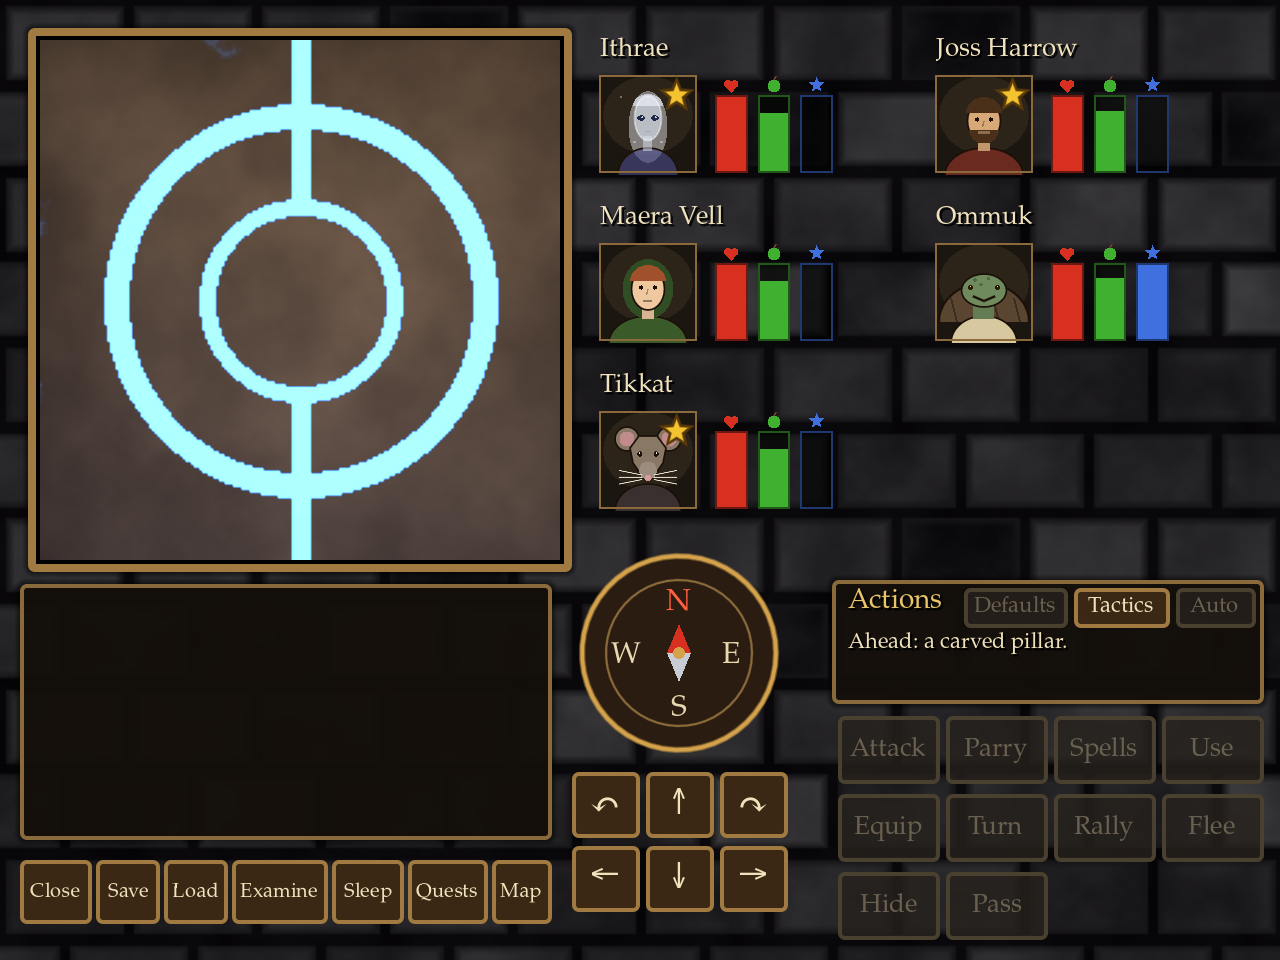 Ithrae
Joss Harrow
Maera Vell
Ommuk
Tikkat
N
W E
S
Actions Defaults Tactics Auto
Ahead: a carved pillar.
Attack Parry Spells Use
Equip Turn Rally Flee
Hide Pass
Close Save Load Examine Sleep Quests Map